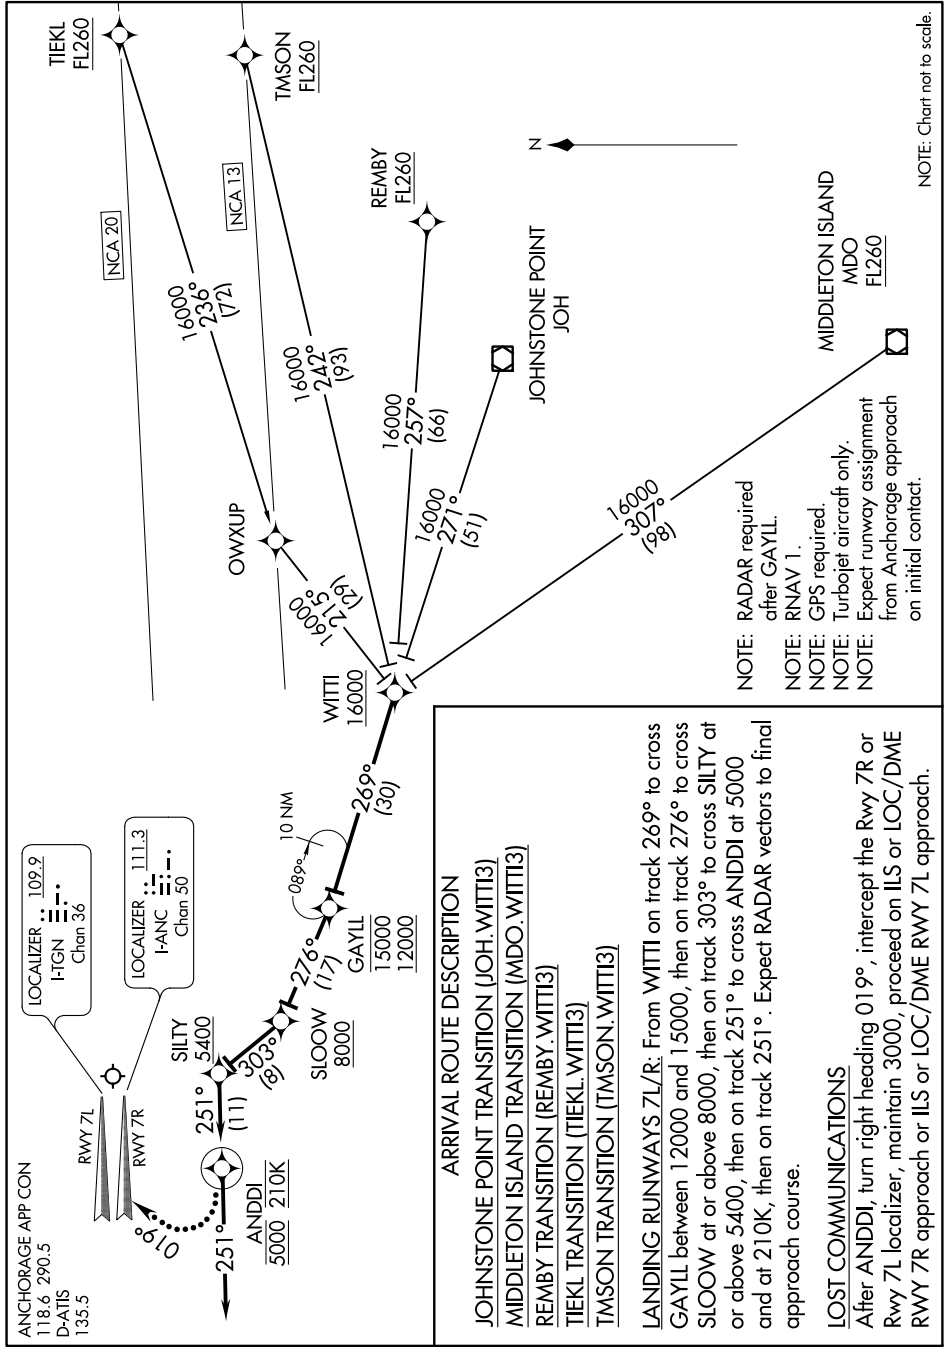 ANCHORAGE APP CON
118.6 290.5
D-ATIS
135.5
LOCALIZER 109.9
I-TGN
Chan 36
LOCALIZER 111.3
I-ANC
Chan 50
RWY 7L
RWY 7R
TIEKL
FL260
TMSON
FL260
NCA 20
NCA 13
16000
236°
(72)
OWXUP
16000
215°
(29)
16000
242°
(93)
REMBY
FL260
16000
257°
(66)
JOHNSTONE POINT
JOH
16000
271°
(51)
N
MIDDLETON ISLAND
MDO
FL260
16000
307°
(98)
WITTI
16000
269°
(30)
10 NM
089°
GAYLL
15000
12000
276°
(17)
SLOOW
8000
303°
(8)
SILTY
5400
251°
(11)
ANDDI
5000 210K
019°
251°
NOTE: RADAR required
after GAYLL.
NOTE: RNAV 1.
NOTE: GPS required.
NOTE: Turbojet aircraft only.
NOTE: Expect runway assignment
from Anchorage approach
on initial contact.
NOTE: Chart not to scale.
ARRIVAL ROUTE DESCRIPTION
JOHNSTONE POINT TRANSITION (JOH.WITTI3)
MIDDLETON ISLAND TRANSITION (MDO.WITTI3)
REMBY TRANSITION (REMBY.WITTI3)
TIEKL TRANSITION (TIEKL.WITTI3)
TMSON TRANSITION (TMSON.WITTI3)
LANDING RUNWAYS 7L/R: From WITTI on track 269° to cross
GAYLL between 12000 and 15000, then on track 276° to cross
SLOOW at or above 8000, then on track 303° to cross SILTY at
or above 5400, then on track 251° to cross ANDDI at 5000
and at 210K, then on track 251°. Expect RADAR vectors to final
approach course.
LOST COMMUNICATIONS
After ANDDI, turn right heading 019°, intercept the Rwy 7R or
Rwy 7L localizer, maintain 3000, proceed on ILS or LOC/DME
RWY 7R approach or ILS or LOC/DME RWY 7L approach.